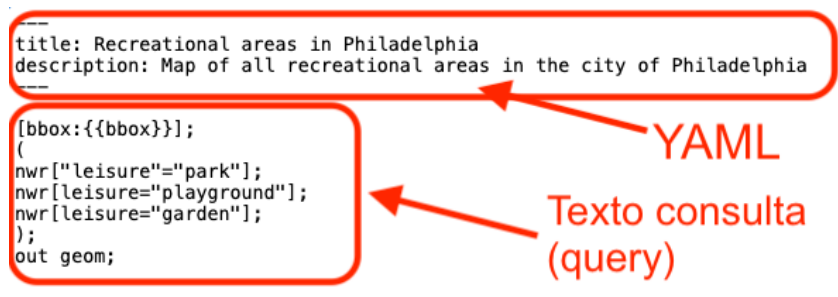 ---
title: Recreational areas in Philadelphia
description: Map of all recreational areas in the city of Philadelphia
---
YAML
[bbox:{{bbox}}];
(
nwr["leisure"="park"];
nwr[leisure="playground"];
nwr[leisure="garden"];
);
out geom;
Texto consulta
(query)